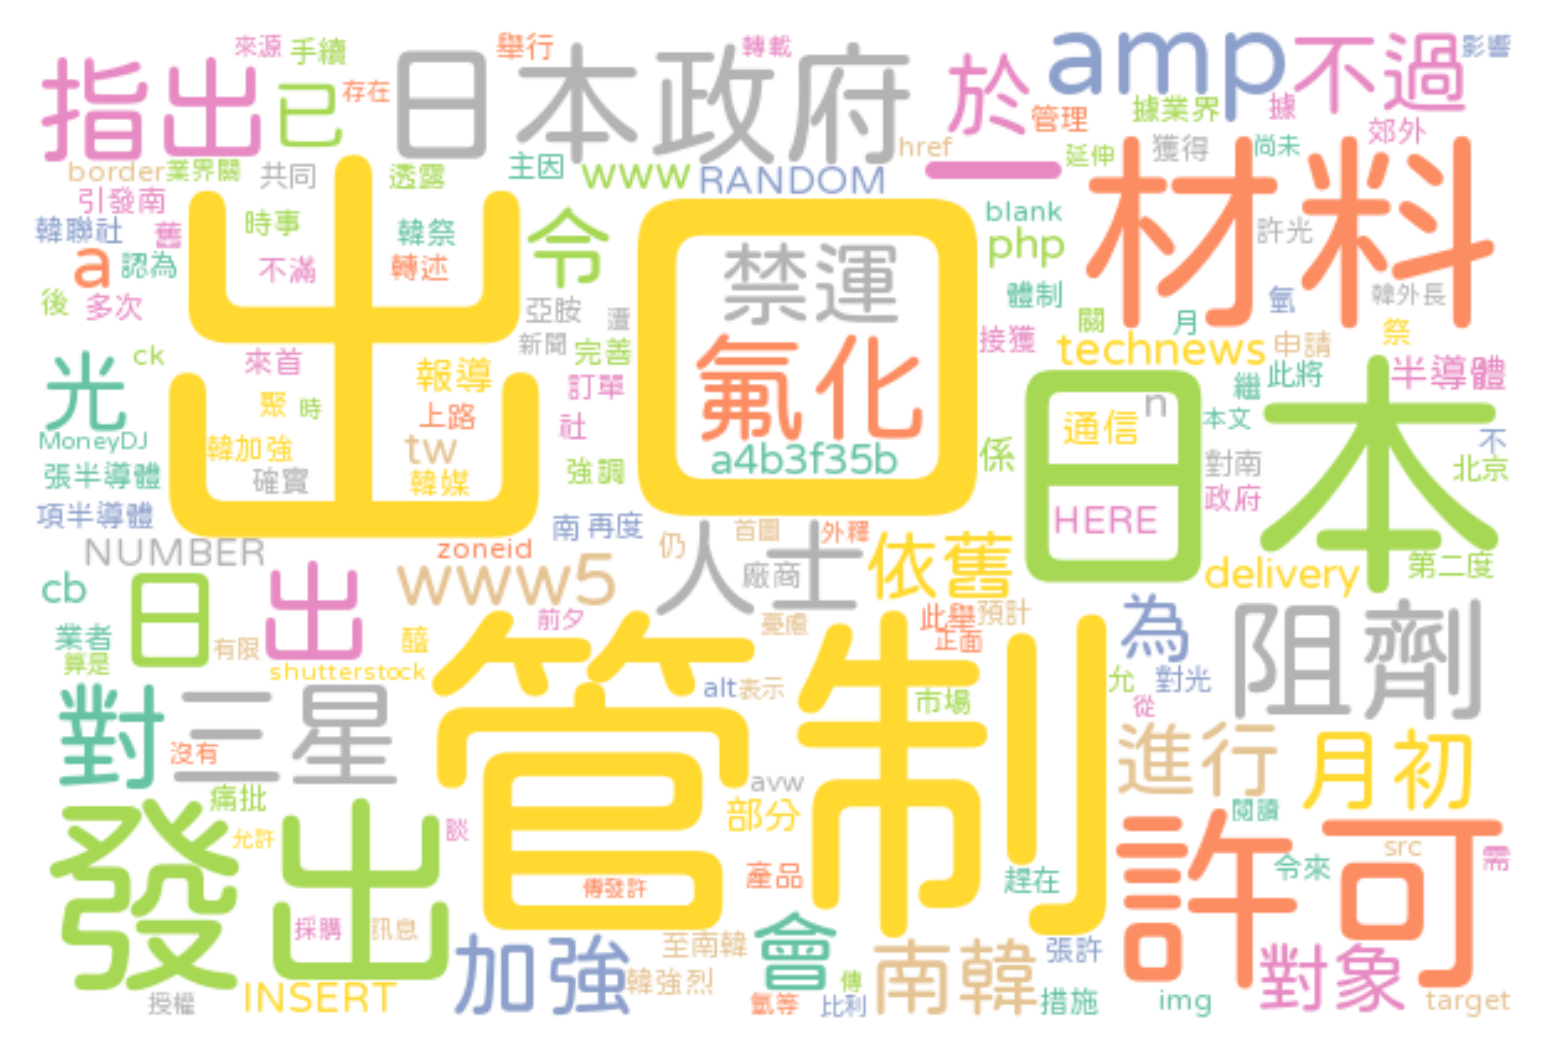 來源
手續
舉行
轉載
amp
不過
影響
指出
已
存在
日本政府
於
管理
據業界
據
郊外
border
業界關
共同
透露
主因
www
RANDOM
href
一
延伸
獲得
尚未
材料
引發南
韓聯社
舊
時事
韓祭
令
blank
php
許光
a
認為
不滿
轉述
禁運
後
多次
出口
亞胺
體制
氫
韓外長
新聞
完善
接獲
關
月
祭
光
ck
來首
報導
訂單
氟化
technews
申請
半導體
聚
時
上路
社
繼
此將
日本
MoneyDJ
韓加強
tw
a4b3f35b
係
通信
n
本文
不
張半導體
確實
韓媒
強調
對南
北京
項半導體
南
再度
首圖
外釋
HERE
政府
NUMBER
zoneid
仍
人士
廠商
依舊
delivery
第二度
cb
日
出
www5
業者
有限
醯
前夕
憂慮
此舉
預計
正面
為
阻劑
算是
shutterstock
alt
表示
允
對光
對
三星
沒有
管制
市場
從
進行
月初
痛批
avw
部分
發出
允許
談
產品
趕在
閱讀
許可
令來
src
需
傳發許
採購
訊息
加強
至南韓
會
南韓
張許
對象
授權
INSERT
韓強烈
氫等
傳
比利
措施
img
target